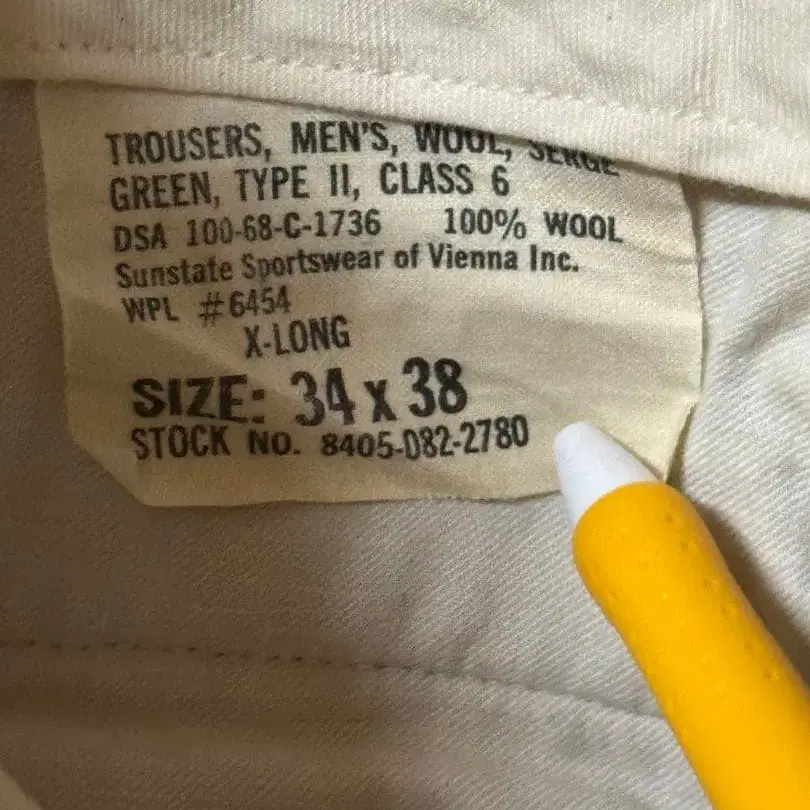 TROUSERS, MEN'S, WOOL, SERGE
GREEN, TYPE II, CLASS 6
DSA 100-68-C-1736 100% WOOL
Sunstate Sportswear of Vienna Inc.
WPL #6454
X-LONG
SIZE: 34 x 38
STOCK NO. 8405-082-2780